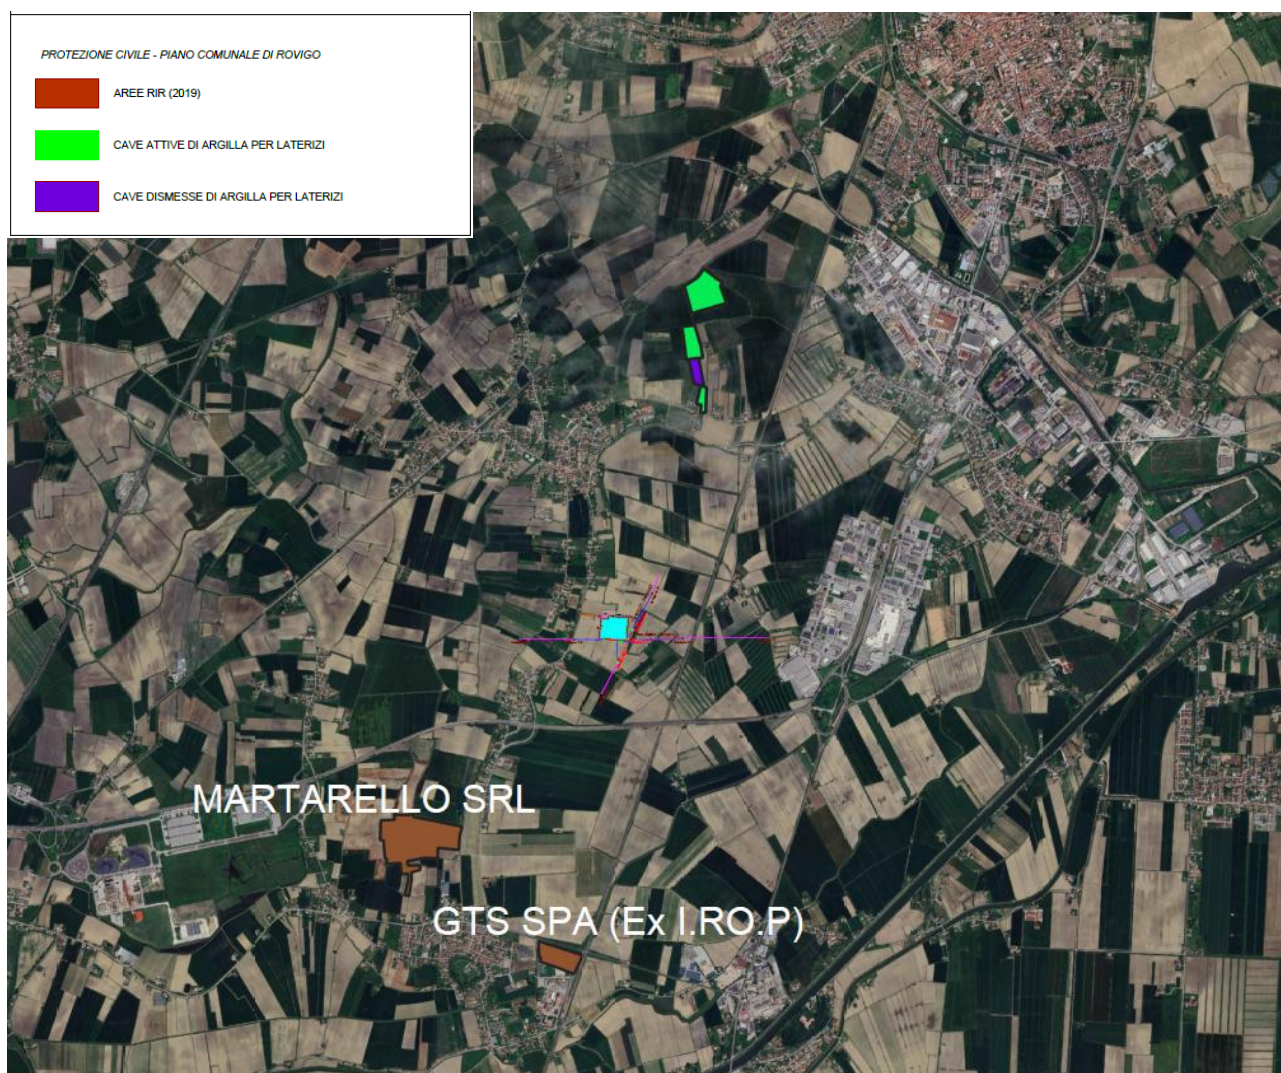 PROTEZIONE CIVILE - PIANO COMUNALE DI ROVIGO
AREE RIR (2019)
CAVE ATTIVE DI ARGILLA PER LATERIZI
CAVE DISMESSE DI ARGILLA PER LATERIZI
MARTARELLO SRL
GTS SPA (Ex I.RO.P)